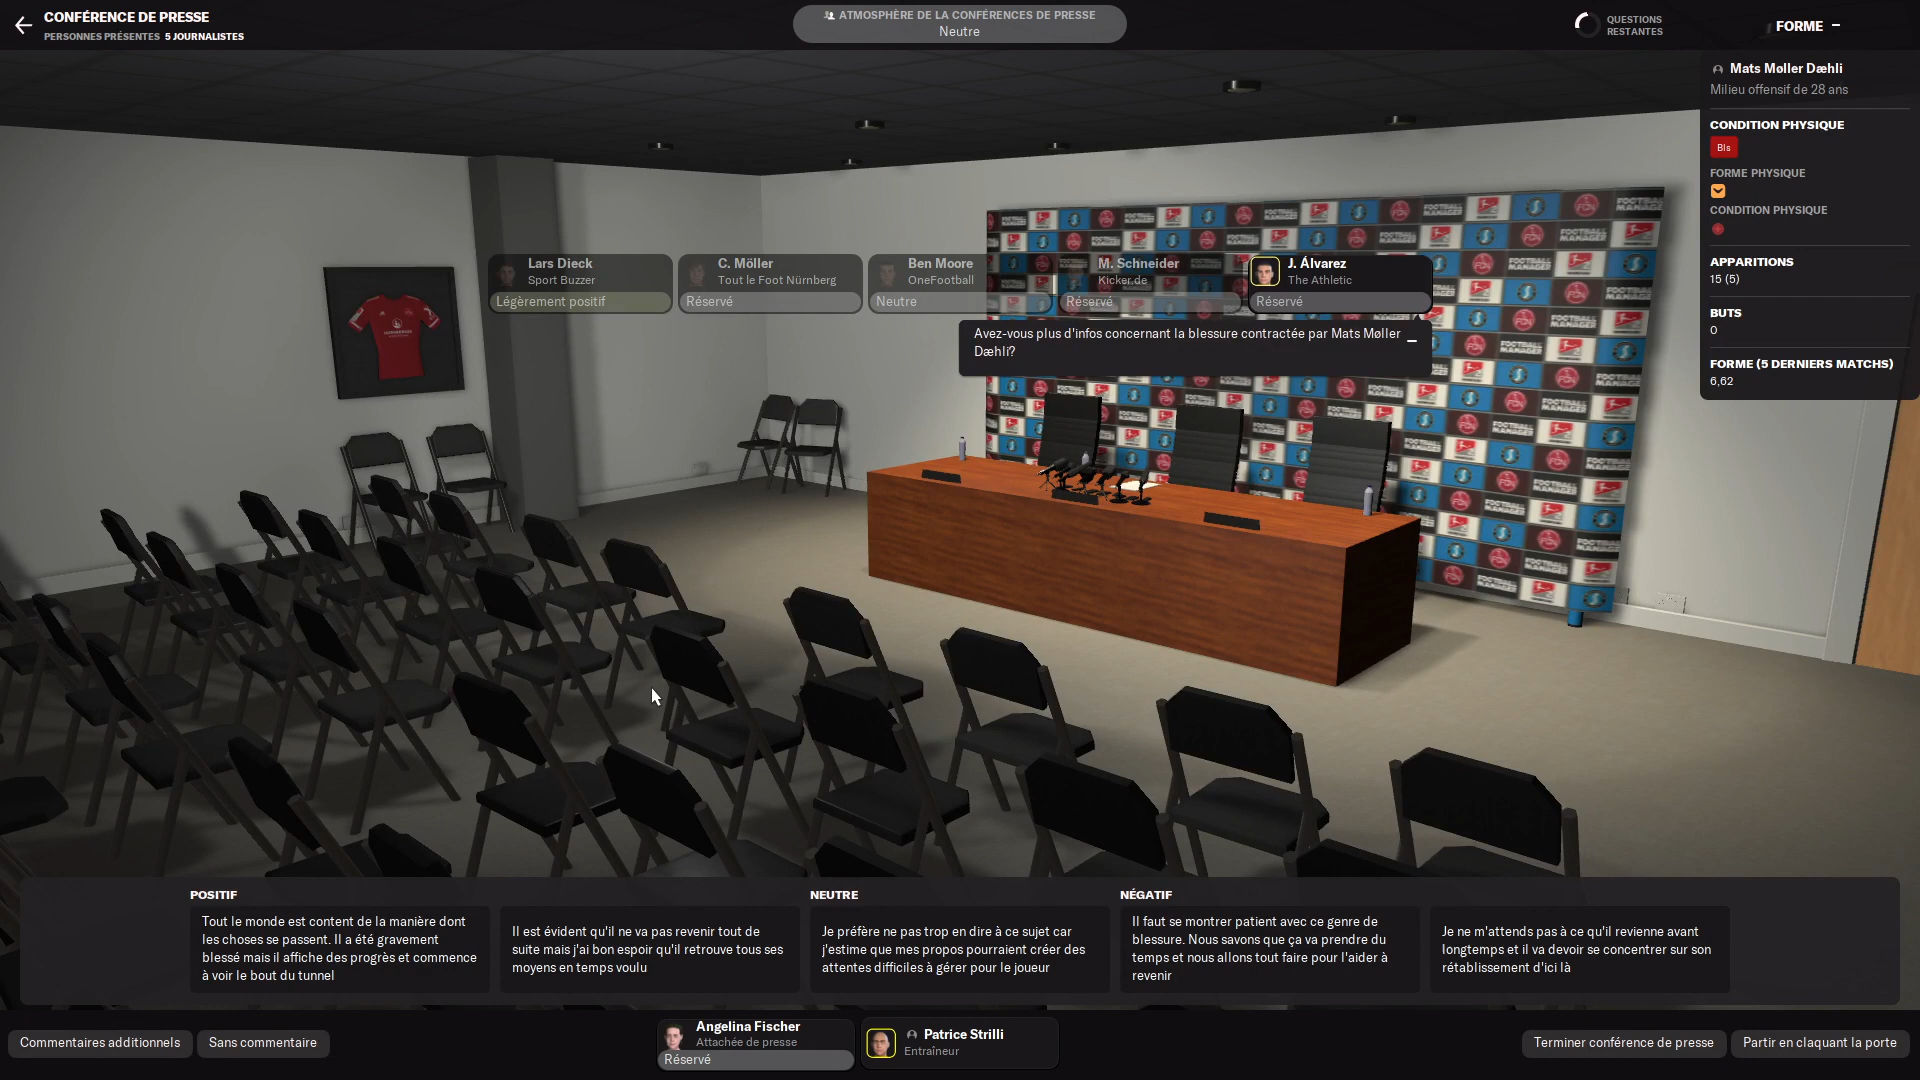 CONFÉRENCE DE PRESSE
PERSONNES PRÉSENTES 5 JOURNALISTES
ATMOSPHÈRE DE LA CONFÉRENCES DE PRESSE
Neutre
QUESTIONS
RESTANTES
FORME
Mats Møller Dæhli
Milieu offensif de 28 ans
CONDITION PHYSIQUE
Bls
FORME PHYSIQUE
CONDITION PHYSIQUE
APPARITIONS
15 (5)
BUTS
0
FORME (5 DERNIERS MATCHS)
6,62
Lars Dieck
Sport Buzzer
Légèrement positif
C. Möller
Tout le Foot Nürnberg
Réservé
Ben Moore
OneFootball
Neutre
M. Schneider
Kicker.de
Réservé
J. Álvarez
The Athletic
Réservé
Avez-vous plus d'infos concernant la blessure contractée par Mats Møller
Dæhli?
FOOTBALL
MANAGER
POSITIF
Tout le monde est content de la manière dont
les choses se passent. Il a été gravement
blessé mais il affiche des progrès et commence
à voir le bout du tunnel
Il est évident qu'il ne va pas revenir tout de
suite mais j'ai bon espoir qu'il retrouve tous ses
moyens en temps voulu
NEUTRE
Je préfère ne pas trop en dire à ce sujet car
j'estime que mes propos pourraient créer des
attentes difficiles à gérer pour le joueur
NÉGATIF
Il faut se montrer patient avec ce genre de
blessure. Nous savons que ça va prendre du
temps et nous allons tout faire pour l'aider à
revenir
Je ne m'attends pas à ce qu'il revienne avant
longtemps et il va devoir se concentrer sur son
rétablissement d'ici là
Commentaires additionnels
Sans commentaire
Angelina Fischer
Attachée de presse
Réservé
Patrice Strilli
Entraîneur
Terminer conférence de presse
Partir en claquant la porte